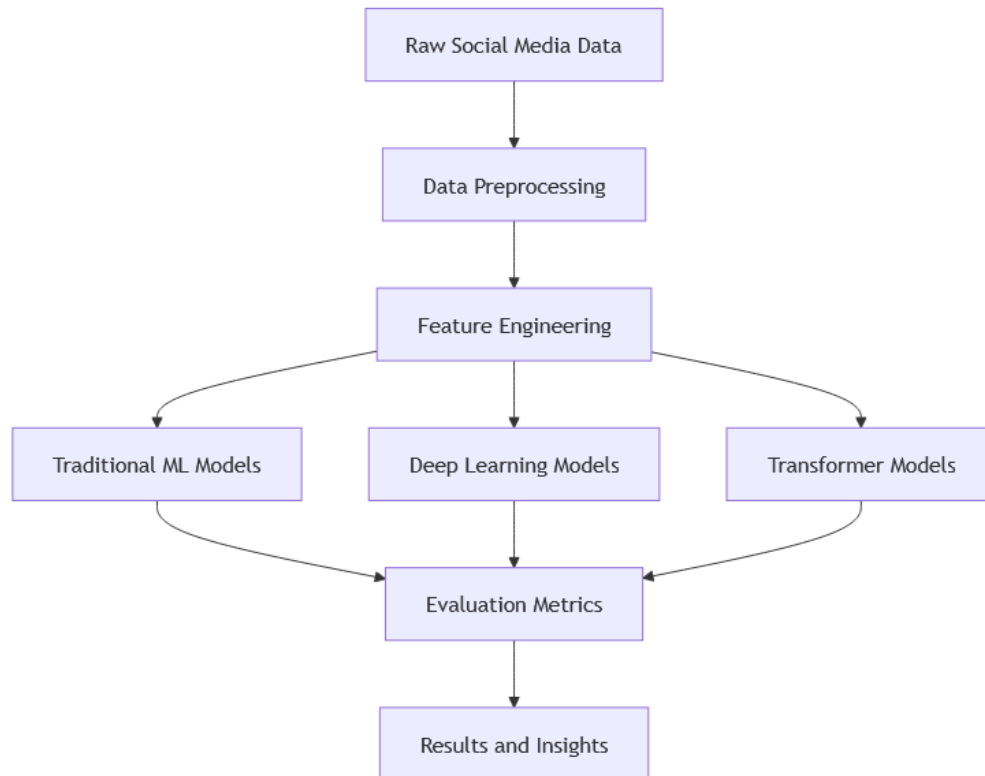 Raw Social Media Data
Data Preprocessing
Feature Engineering
Traditional ML Models
Deep Learning Models
Transformer Models
Evaluation Metrics
Results and Insights